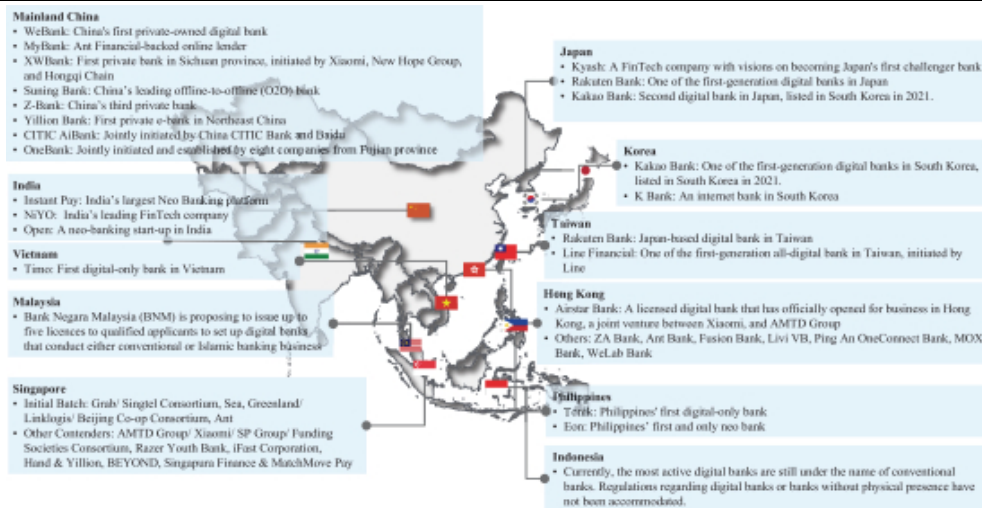 Mainland China
• WeBank: China's first private-owned digital bank
• MyBank: Ant Financial-backed online lender
• XWBank: First private bank in Sichuan province, initiated by Xiaomi, New Hope Group,
and Hongqi Chain
• Suning Bank: China's leading offline-to-offline (O2O) bank
• Z-Bank: China's third private bank
• Yillion Bank: First private e-bank in Northeast China
• CITIC AiBank: Jointly initiated by China CITIC Bank and Baidu
• OneBank: Jointly initiated and established by eight companies from Fujian province
India
• Instant Pay: India's largest Neo Banking platform
• NiYO: India's leading FinTech company
• Open: A neo-banking start-up in India
Vietnam
• Timo: First digital-only bank in Vietnam
Malaysia
• Bank Negara Malaysia (BNM) is proposing to issue up to
five licences to qualified applicants to set up digital banks
that conduct either conventional or Islamic banking business
Singapore
• Initial Batch: Grab/ Singtel Consortium, Sea, Greenland/
Linklogis/ Beijing Co-op Consortium, Ant
• Other Contenders: AMTD Group/ Xiaomi/ SP Group/ Funding
Societies Consortium, Razer Youth Bank, iFast Corporation,
Hand & Yillion, BEYOND, Singapura Finance & MatchMove Pay
Japan
• Kyash: A FinTech company with visions on becoming Japan's first challenger bank
• Rakuten Bank: One of the first-generation digital banks in Japan
• Kakao Bank: Second digital bank in Japan, listed in South Korea in 2021.
Korea
• Kakao Bank: One of the first-generation digital banks in South Korea,
listed in South Korea in 2021.
• K Bank: An internet bank in South Korea
Taiwan
• Rakuten Bank: Japan-based digital bank in Taiwan
• Line Financial: One of the first-generation all-digital bank in Taiwan, initiated by
Line
Hong Kong
• Airstar Bank: A licensed digital bank that has officially opened for business in Hong
Kong, a joint venture between Xiaomi, and AMTD Group
• Others: ZA Bank, Ant Bank, Fusion Bank, Livi VB, Ping An OneConnect Bank, MOX
Bank, WeLab Bank
Philippines
• Tonik: Philippines' first digital-only bank
• Eon: Philippines' first and only neo bank
Indonesia
• Currently, the most active digital banks are still under the name of conventional
banks. Regulations regarding digital banks or banks without physical presence have
not been accommodated.